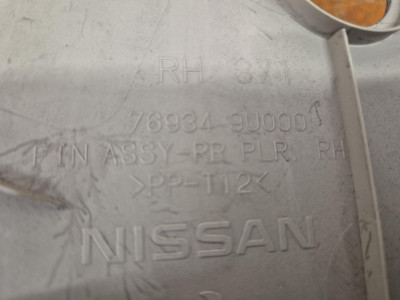 RH
76934-9U000
FIN ASSY-RR PLR, RH
>PP-T12<
NISSAN